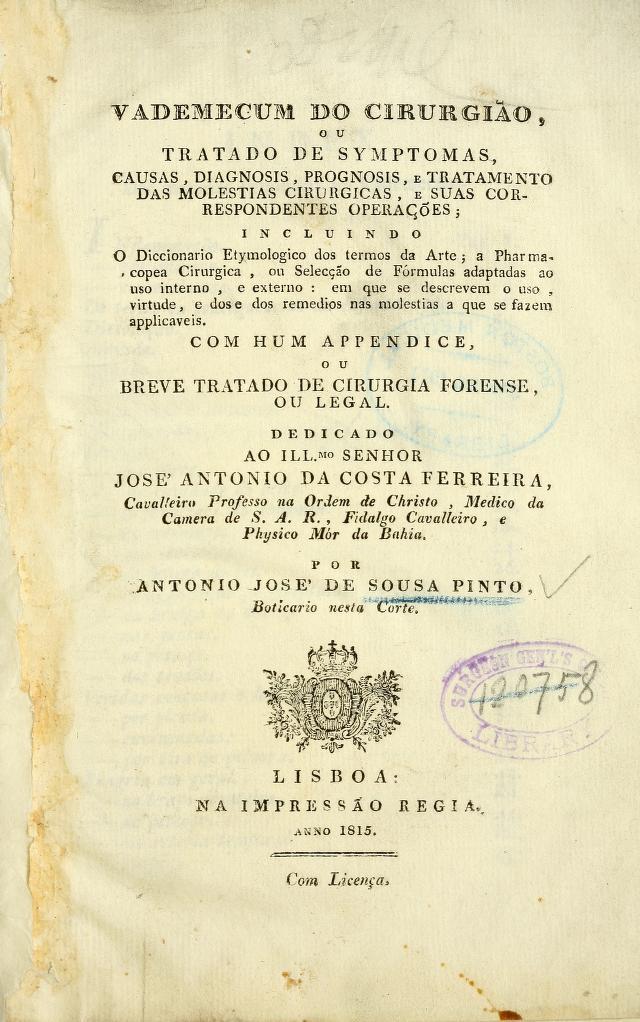 VADEMECUM DO CIRURGIÃO,
OU
TRATADO DE SYMPTOMAS,
CAUSAS, DIAGNOSIS, PROGNOSIS, E TRATAMENTO
DAS MOLESTIAS CIRURGICAS, E SUAS COR-
RESPONDENTES OPERAÇÕES;
INCLUINDO
O Diccionario Etymologico dos termos da Arte; a Pharma-
copea Cirurgica, ou Selecção de Fórmulas adaptadas ao
uso interno, e externo: em que se descrevem o uso,
virtude, e dose dos remedios nas molestias a que se fazem
applicaveis.
COM HUM APPENDICE,
OU
BREVE TRATADO DE CIRURGIA FORENSE,
OU LEGAL.
DEDICADO
AO ILL.MO SENHOR
JOSE' ANTONIO DA COSTA FERREIRA,
Cavalleiro Professo na Ordem de Christo, Medico da
Camera de S. A. R., Fidalgo Cavalleiro, e
Physico Mór da Bahia.
POR
ANTONIO JOSE' DE SOUSA PINTO,
Boticario nesta Corte.
SURGEON GEN'L'S
120758
LIBRARY
LISBOA:
NA IMPRESSÃO REGIA.
ANNO 1815.
Com Licença.